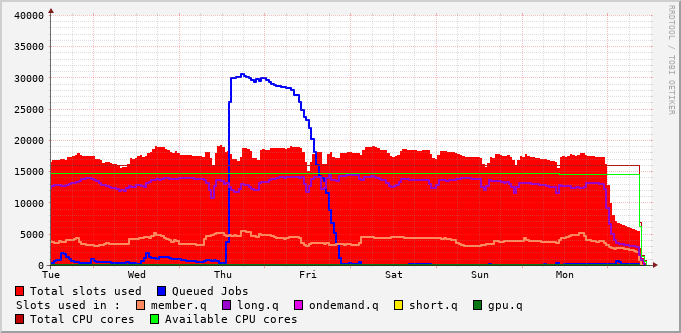 RRDTOOL / TOBI OETIKER
40000
35000
30000
25000
20000
15000
10000
5000
0
Tue Wed Thu Fri Sat Sun Mon
Total slots used Queued Jobs
Slots used in : member.q long.q ondemand.q short.q gpu.q
Total CPU cores Available CPU cores